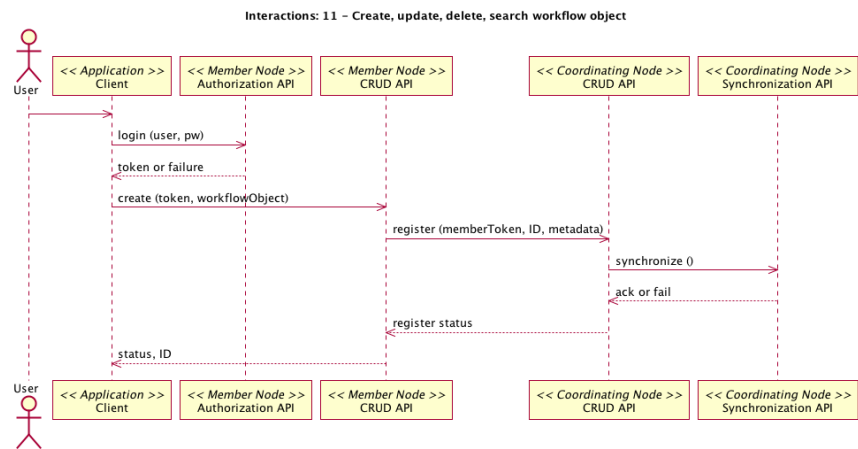 Interactions: 11 - Create, update, delete, search workflow object
User
<< Application >>
Client
<< Member Node >>
Authorization API
<< Member Node >>
CRUD API
<< Coordinating Node >>
CRUD API
<< Coordinating Node >>
Synchronization API
login (user, pw)
token or failure
create (token, workflowObject)
register (memberToken, ID, metadata)
synchronize ()
ack or fail
register status
status, ID
User
<< Application >>
Client
<< Member Node >>
Authorization API
<< Member Node >>
CRUD API
<< Coordinating Node >>
CRUD API
<< Coordinating Node >>
Synchronization API